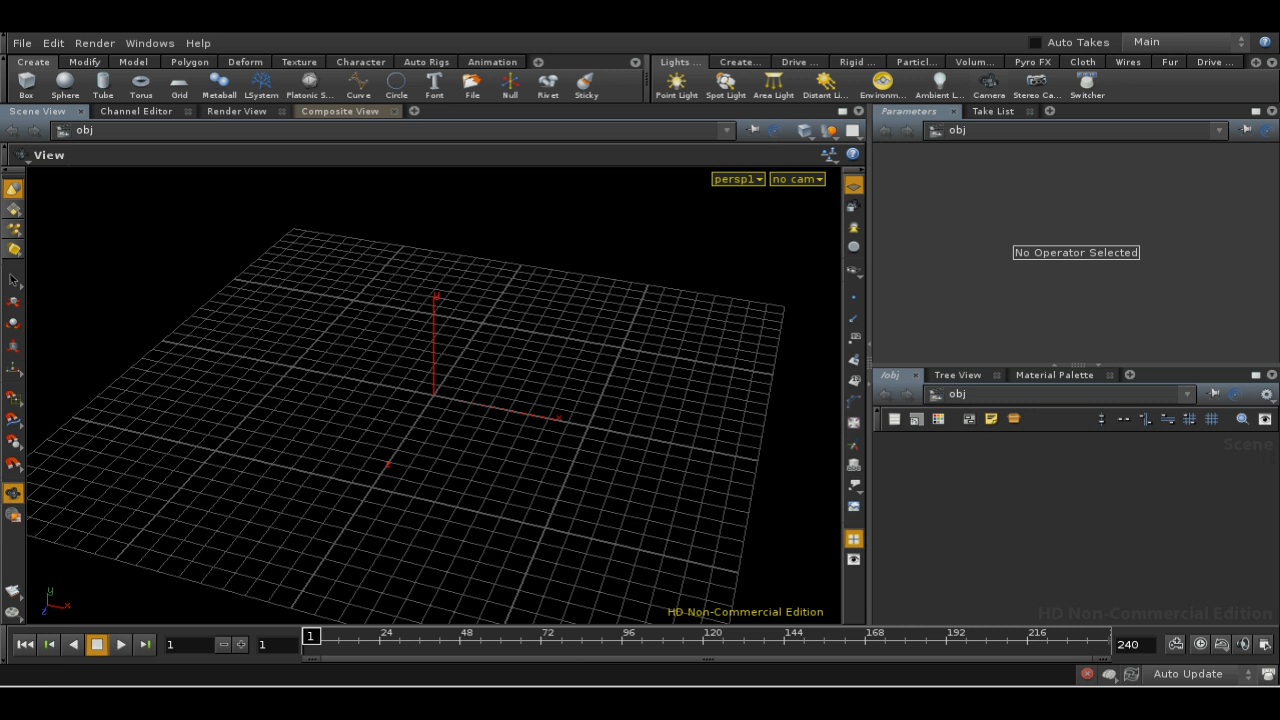 File Edit Render Windows Help Auto Takes Main
Create Modify Model Polygon Deform Texture Character Auto Rigs Animation Lights ... Create... Drive ... Rigid ... Particl... Volum... Pyro FX Cloth Wires Fur Drive ...
Box Sphere Tube Torus Grid Metaball LSystem Platonic S... Curve Circle Font File Null Rivet Sticky Point Light Spot Light Area Light Distant Li... Environm... Ambient L... Camera Stereo Ca... Switcher
Scene View Channel Editor Render View Composite View Parameters Take List
obj obj
View
persp1 no cam
No Operator Selected
y
x
z
/obj Tree View Material Palette
obj
Scene
y
x
z
HD Non-Commercial Edition HD Non-Commercial Edition
1 1 1 24 48 72 96 120 144 168 192 216 240
Auto Update